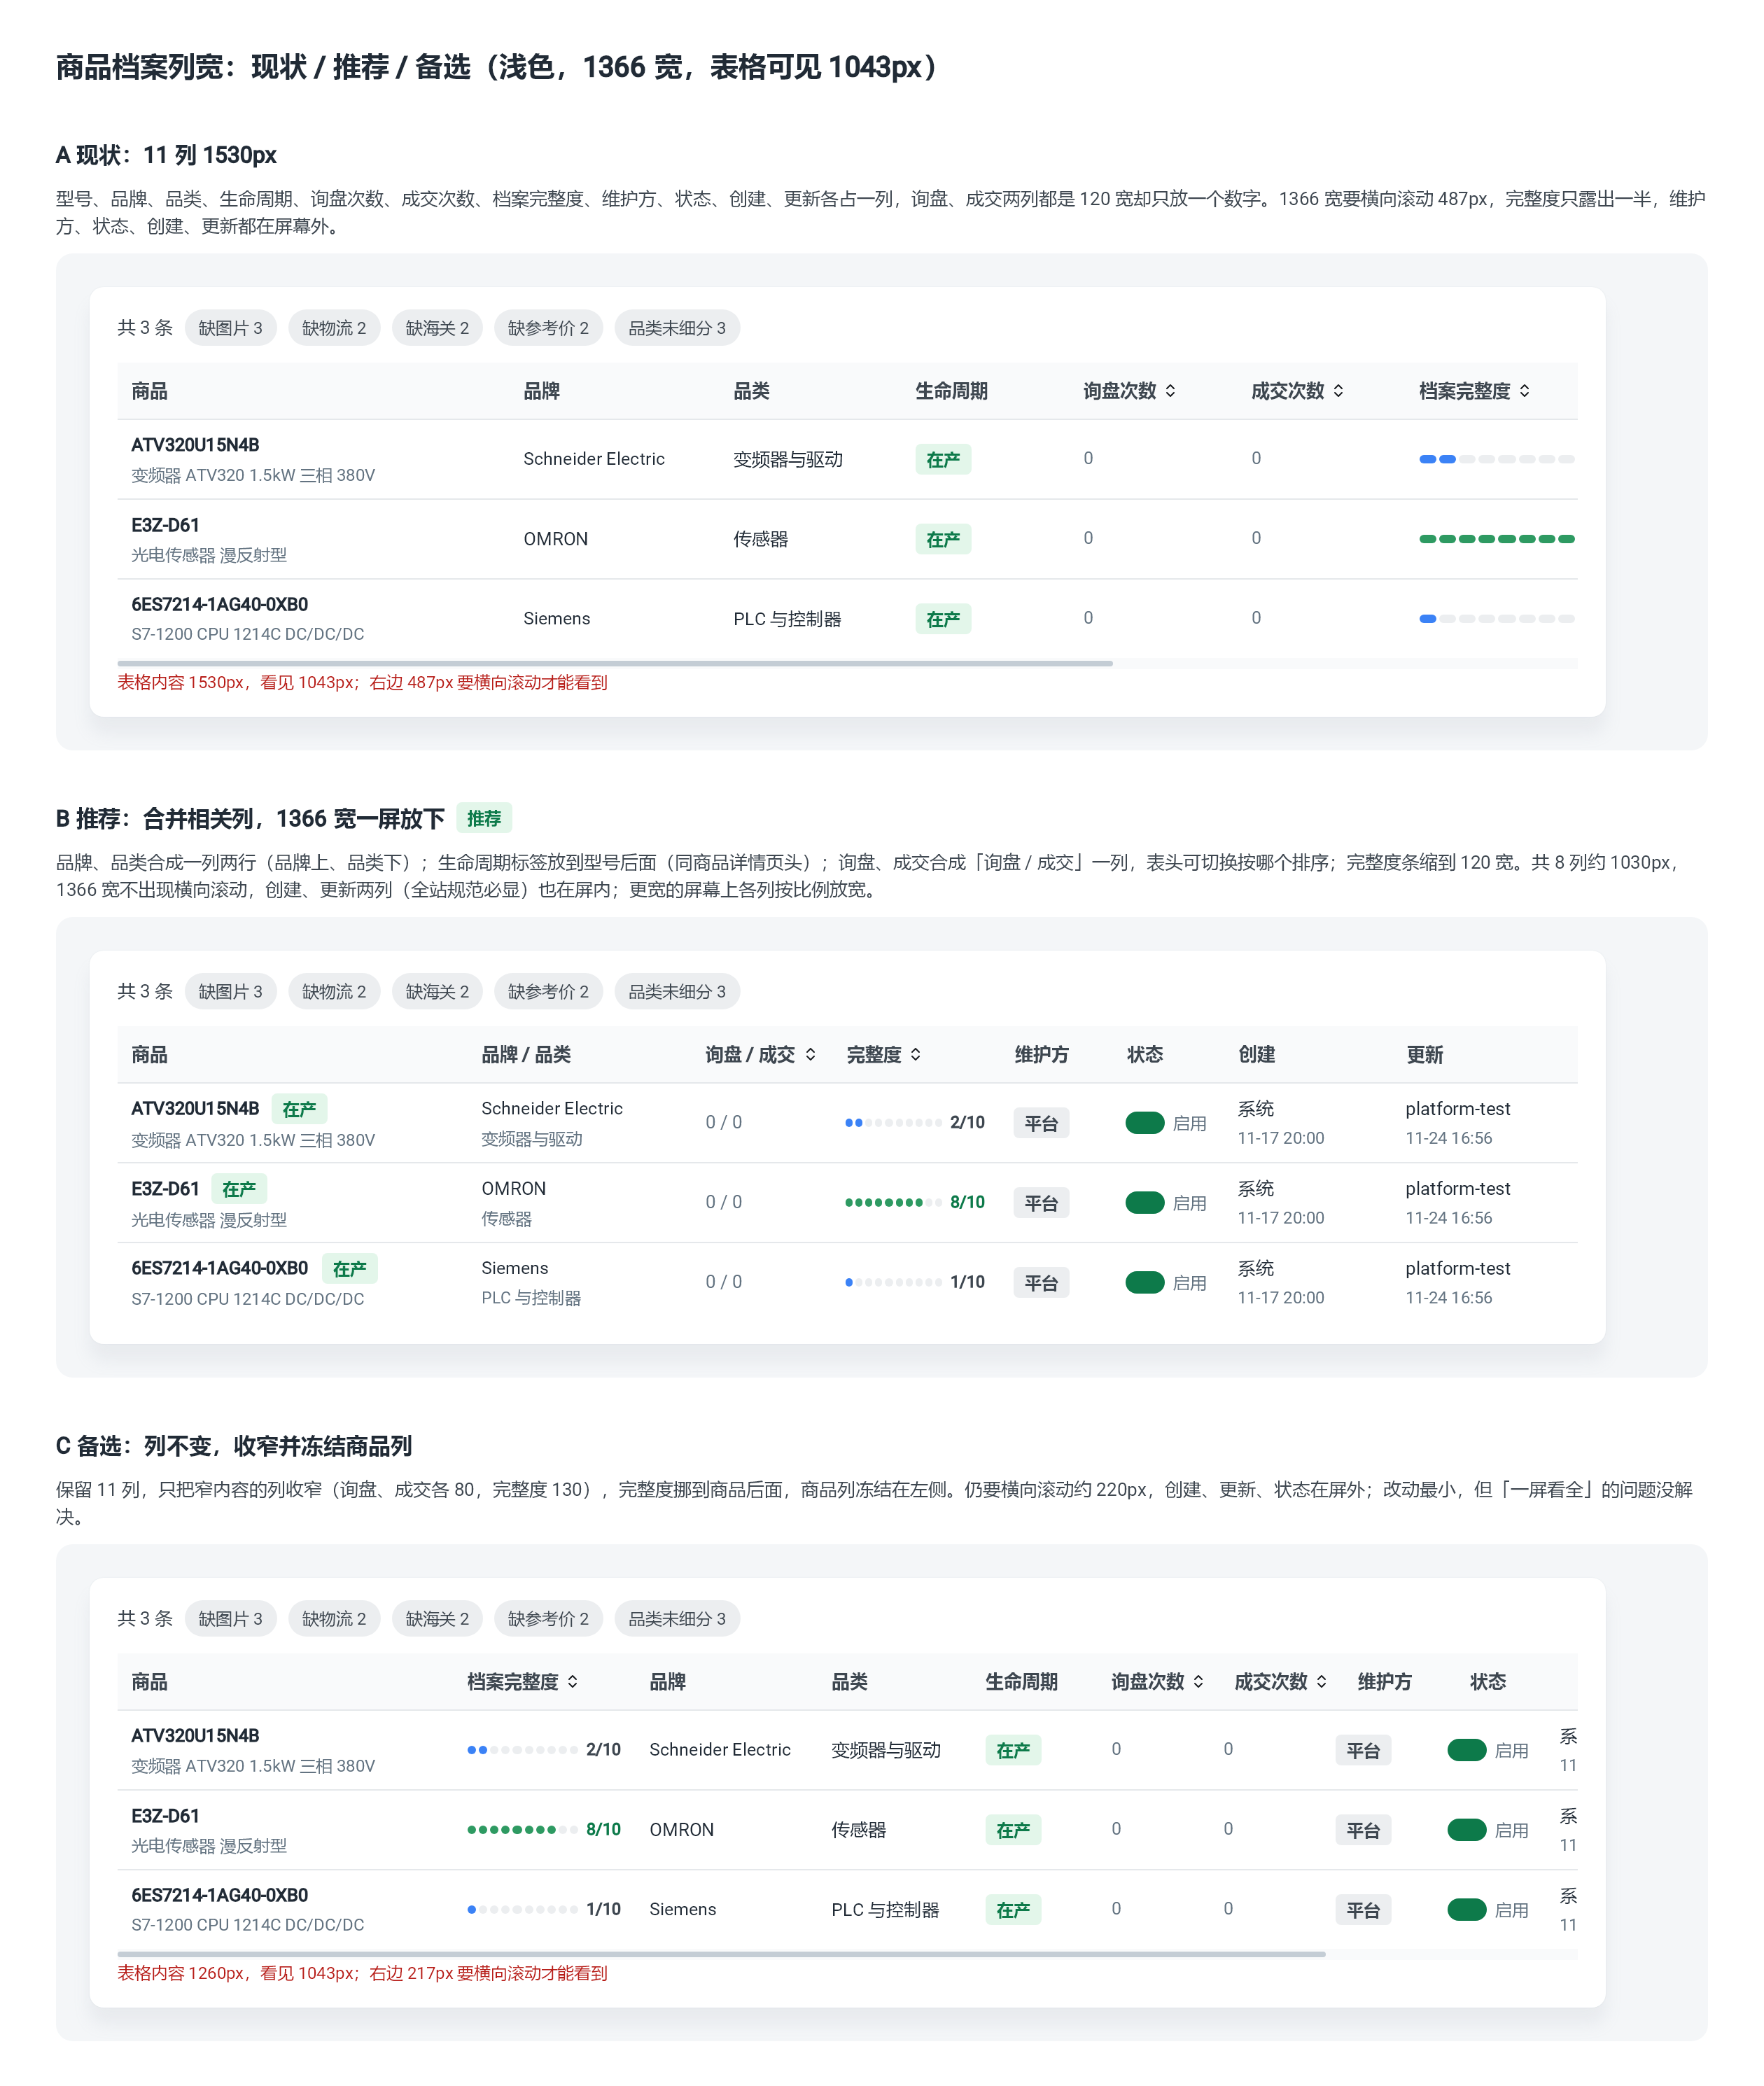 商品档案列宽：现状 / 推荐 / 备选（浅色，1366 宽，表格可见 1043px）
A 现状：11 列 1530px
型号、品牌、品类、生命周期、询盘次数、成交次数、档案完整度、维护方、状态、创建、更新各占一列，询盘、成交两列都是 120 宽却只放一个数字。1366 宽要横向滚动 487px，完整度只露出一半，维护
方、状态、创建、更新都在屏幕外。
共 3 条 缺图片 3 缺物流 2 缺海关 2 缺参考价 2 品类未细分 3
商品 品牌 品类 生命周期 询盘次数 成交次数 档案完整度
ATV320U15N4B
变频器 ATV320 1.5kW 三相 380V
Schneider Electric 变频器与驱动 在产 0 0
E3Z-D61
光电传感器 漫反射型
OMRON 传感器 在产 0 0
6ES7214-1AG40-0XB0
S7-1200 CPU 1214C DC/DC/DC
Siemens PLC 与控制器 在产 0 0
表格内容 1530px，看见 1043px；右边 487px 要横向滚动才能看到
B 推荐：合并相关列，1366 宽一屏放下 推荐
品牌、品类合成一列两行（品牌上、品类下）；生命周期标签放到型号后面（同商品详情页头）；询盘、成交合成「询盘 / 成交」一列，表头可切换按哪个排序；完整度条缩到 120 宽。共 8 列约 1030px，
1366 宽不出现横向滚动，创建、更新两列（全站规范必显）也在屏内；更宽的屏幕上各列按比例放宽。
共 3 条 缺图片 3 缺物流 2 缺海关 2 缺参考价 2 品类未细分 3
商品 品牌 / 品类 询盘 / 成交 完整度 维护方 状态 创建 更新
ATV320U15N4B 在产
变频器 ATV320 1.5kW 三相 380V
Schneider Electric
变频器与驱动
0 / 0 2/10 平台 启用
系统
11-17 20:00
platform-test
11-24 16:56
E3Z-D61 在产
光电传感器 漫反射型
OMRON
传感器
0 / 0 8/10 平台 启用
系统
11-17 20:00
platform-test
11-24 16:56
6ES7214-1AG40-0XB0 在产
S7-1200 CPU 1214C DC/DC/DC
Siemens
PLC 与控制器
0 / 0 1/10 平台 启用
系统
11-17 20:00
platform-test
11-24 16:56
C 备选：列不变，收窄并冻结商品列
保留 11 列，只把窄内容的列收窄（询盘、成交各 80，完整度 130），完整度挪到商品后面，商品列冻结在左侧。仍要横向滚动约 220px，创建、更新、状态在屏外；改动最小，但「一屏看全」的问题没解
决。
共 3 条 缺图片 3 缺物流 2 缺海关 2 缺参考价 2 品类未细分 3
商品 档案完整度 品牌 品类 生命周期 询盘次数 成交次数 维护方 状态
ATV320U15N4B
变频器 ATV320 1.5kW 三相 380V
2/10 Schneider Electric 变频器与驱动 在产 0 0 平台 启用
系
11
E3Z-D61
光电传感器 漫反射型
8/10 OMRON 传感器 在产 0 0 平台 启用
系
11
6ES7214-1AG40-0XB0
S7-1200 CPU 1214C DC/DC/DC
1/10 Siemens PLC 与控制器 在产 0 0 平台 启用
系
11
表格内容 1260px，看见 1043px；右边 217px 要横向滚动才能看到